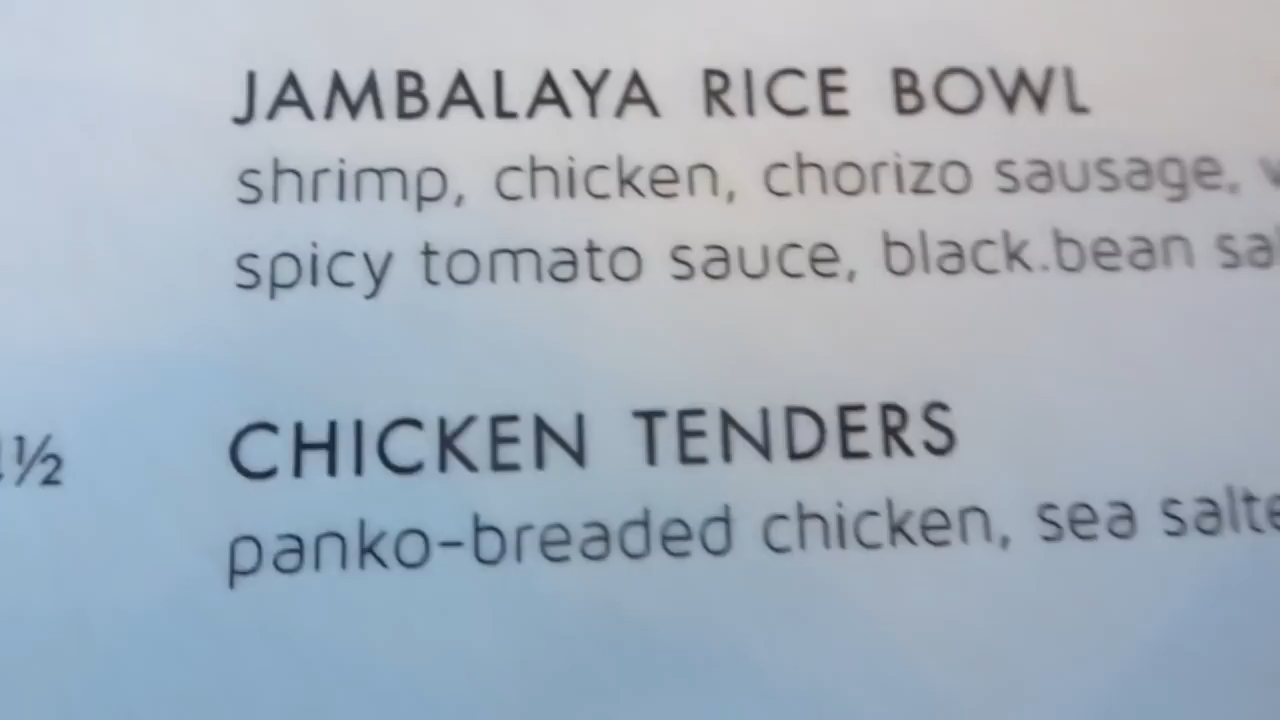 JAMBALAYA RICE BOWL
shrimp, chicken, chorizo sausage,
spicy tomato sauce, black.bean
½ CHICKEN TENDERS
panko-breaded chicken, sea